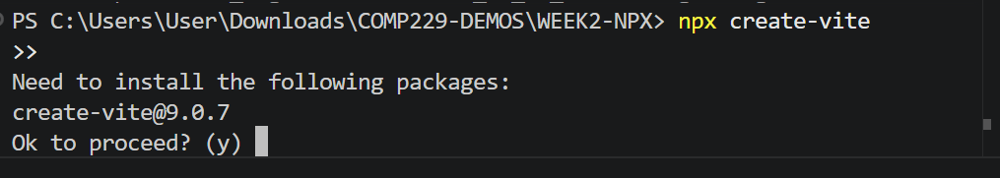 PS C:\Users\User\Downloads\COMP229-DEMOS\WEEK2-NPX> npx create-vite
>>
Need to install the following packages:
create-vite@9.0.7
Ok to proceed? (y)